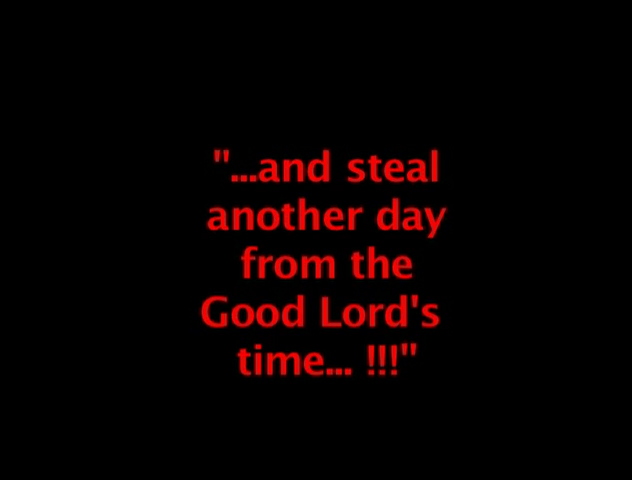 "...and steal
another day
from the
Good Lord's
time... !!!"